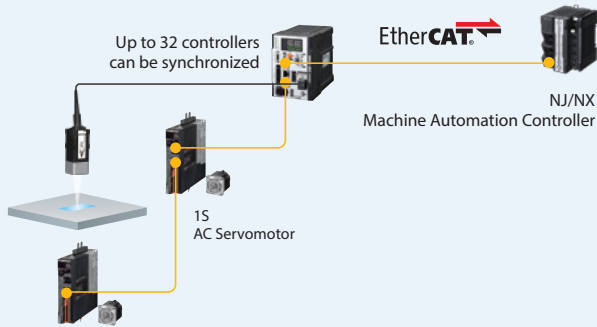 Up to 32 controllers
can be synchronized
EtherCAT®
NJ/NX
Machine Automation Controller
1S
AC Servomotor